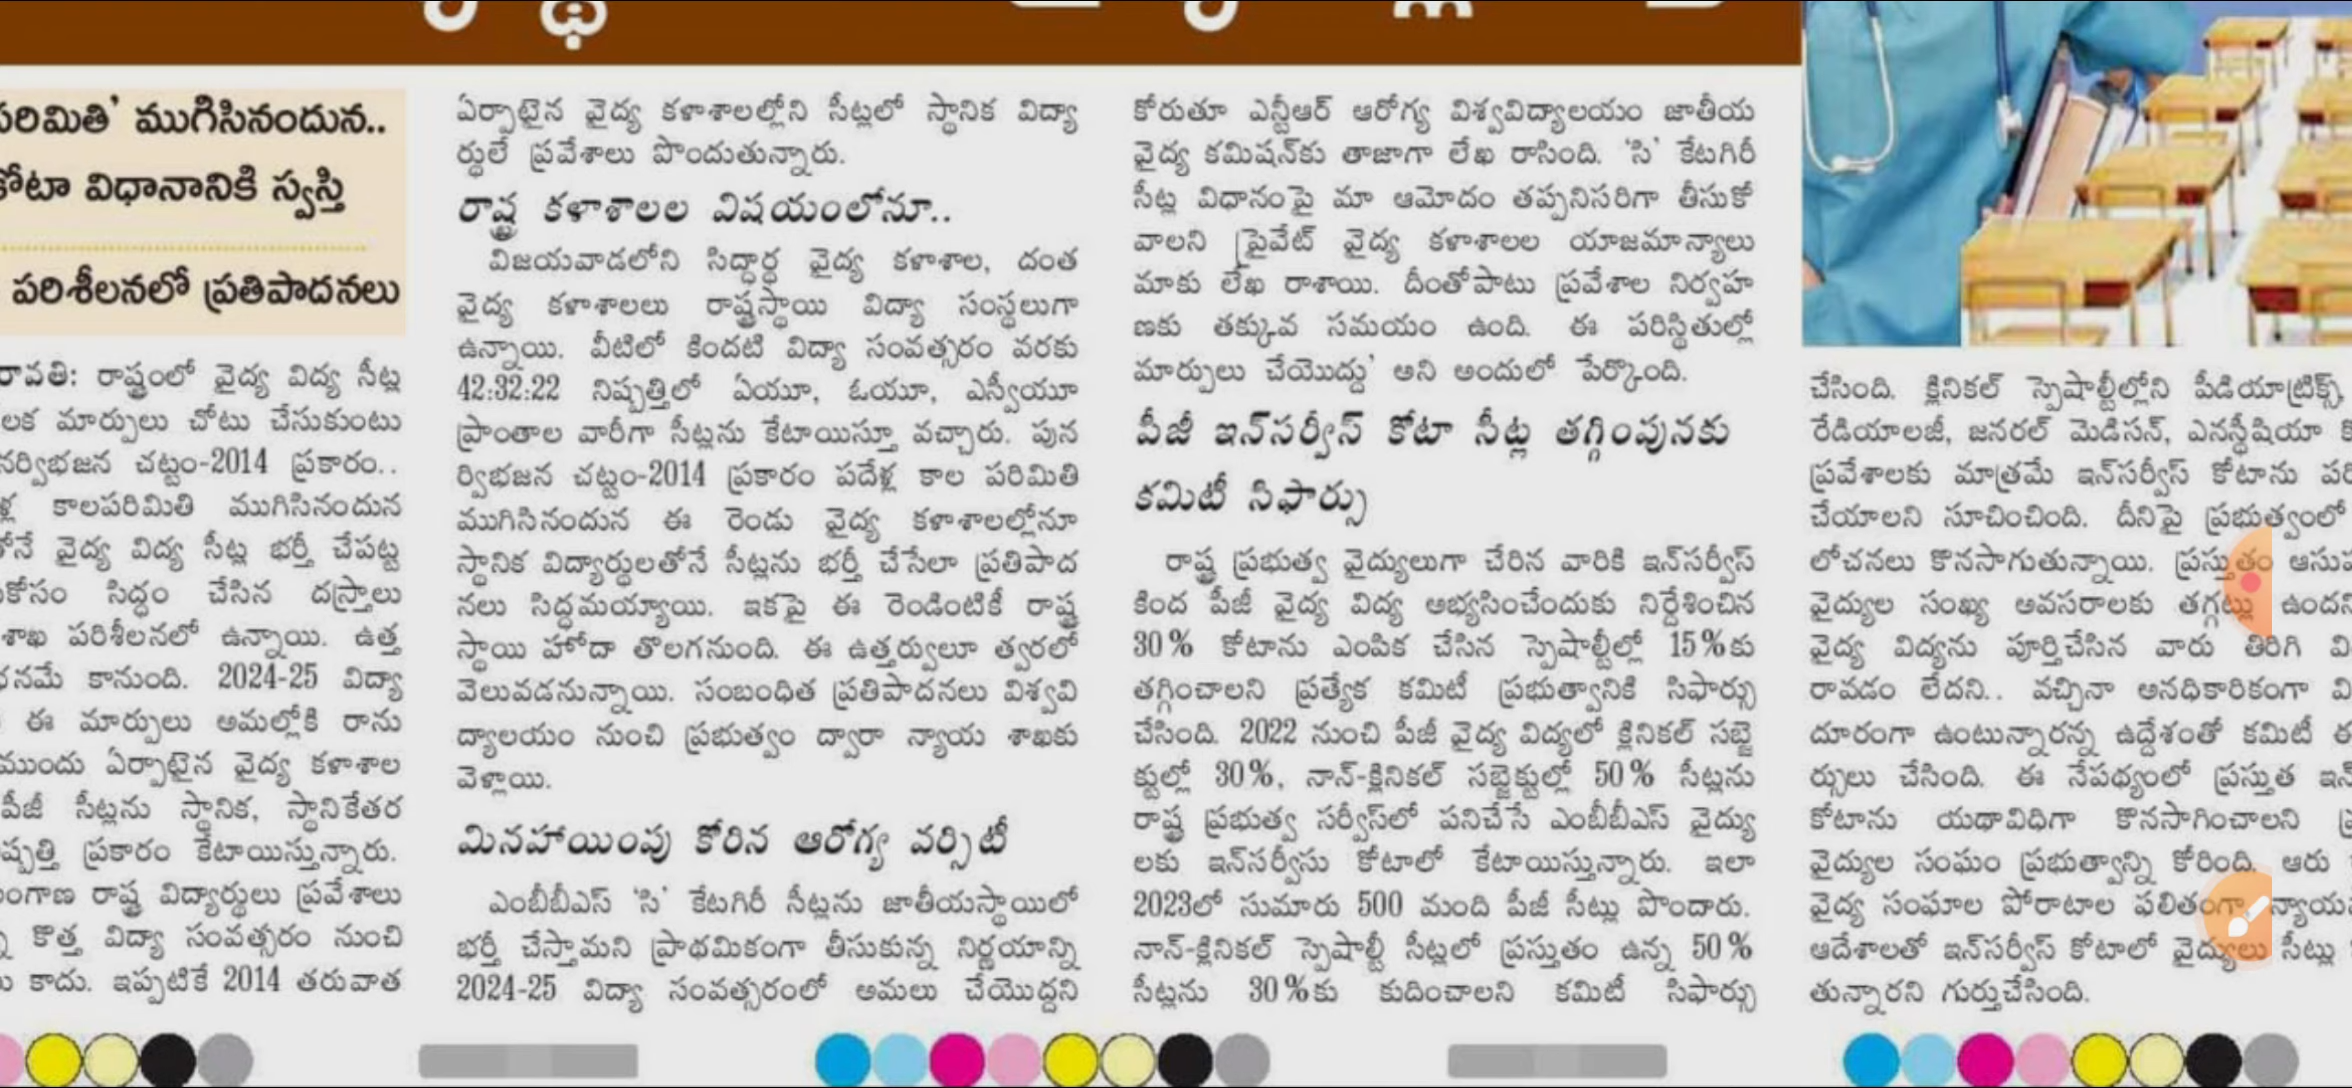 పరిమితి' ముగిసినందున..
కోటా విధానానికి స్వస్తి
పరిశీలనలో ప్రతిపాదనలు
రాష్ట్రంలో వైద్య విద్య సీట్ల
మార్పులు చోటు చేసుకుంటు
చట్టం-2014 ప్రకారం..
కాలపరిమితి ముగిసినందున
వైద్య విద్య సీట్ల భర్తీ చేపట్ట
సిద్ధం చేసిన దస్త్రాలు
శాఖ పరిశీలనలో ఉన్నాయి. ఉత్త
కానుంది. 2024-25 విద్యా
ఈ మార్పులు అమల్లోకి రాను
ముందు ఏర్పాటైన వైద్య కళాశాల
పీజీ సీట్లను స్థానిక, స్థానికేతర
ప్రకారం కేటాయిస్తున్నారు.
రాష్ట్ర విద్యార్థులు ప్రవేశాలు
కొత్త విద్యా సంవత్సరం నుంచి
కాదు. ఇప్పటికే 2014 తరువాత
ఏర్పాటైన వైద్య కళాశాలల్లోని సీట్లలో స్థానిక విద్యా
ర్థులే ప్రవేశాలు పొందుతున్నారు.
రాష్ట్ర కళాశాలల విషయంలోనూ..
విజయవాడలోని సిద్ధార్థ వైద్య కళాశాల, దంత
వైద్య కళాశాలలు రాష్ట్రస్థాయి విద్యా సంస్థలుగా
ఉన్నాయి. వీటిలో కిందటి విద్యా సంవత్సరం వరకు
42:32:22 నిష్పత్తిలో ఏయూ, ఓయూ, ఎస్వీయూ
ప్రాంతాల వారీగా సీట్లను కేటాయిస్తూ వచ్చారు. పున
ర్విభజన చట్టం-2014 ప్రకారం పదేళ్ల కాల పరిమితి
ముగిసినందున ఈ రెండు వైద్య కళాశాలల్లోనూ
స్థానిక విద్యార్థులతోనే సీట్లను భర్తీ చేసేలా ప్రతిపాద
నలు సిద్ధమయ్యాయి. ఇకపై ఈ రెండింటికీ రాష్ట్ర
స్థాయి హోదా తొలగనుంది. ఈ ఉత్తర్వులూ త్వరలో
వెలువడనున్నాయి. సంబంధిత ప్రతిపాదనలు విశ్వవి
ద్యాలయం నుంచి ప్రభుత్వం ద్వారా న్యాయ శాఖకు
వెళ్లాయి.
మినహాయింపు కోరిన ఆరోగ్య వర్సిటీ
ఎంబీబీఎస్ 'సి' కేటగిరీ సీట్లను జాతీయస్థాయిలో
భర్తీ చేస్తామని ప్రాథమికంగా తీసుకున్న నిర్ణయాన్ని
2024-25 విద్యా సంవత్సరంలో అమలు చేయొద్దని
కోరుతూ ఎన్టీఆర్ ఆరోగ్య విశ్వవిద్యాలయం జాతీయ
వైద్య కమిషన్‌కు తాజాగా లేఖ రాసింది. 'సి' కేటగిరీ
సీట్ల విధానంపై మా ఆమోదం తప్పనిసరిగా తీసుకో
వాలని ప్రైవేట్ వైద్య కళాశాలల యాజమాన్యాలు
మాకు లేఖ రాశాయి. దీంతోపాటు ప్రవేశాల నిర్వహ
ణకు తక్కువ సమయం ఉంది. ఈ పరిస్థితుల్లో
మార్పులు చేయొద్దు' అని అందులో పేర్కొంది.
పీజీ ఇన్‌సర్వీస్ కోటా సీట్ల తగ్గింపునకు
కమిటీ సిఫార్సు
రాష్ట్ర ప్రభుత్వ వైద్యులుగా చేరిన వారికి ఇన్‌సర్వీస్
కింద పీజీ వైద్య విద్య అభ్యసించేందుకు నిర్దేశించిన
30% కోటాను ఎంపిక చేసిన స్పెషాల్టీల్లో 15%కు
తగ్గించాలని ప్రత్యేక కమిటీ ప్రభుత్వానికి సిఫార్సు
చేసింది. 2022 నుంచి పీజీ వైద్య విద్యలో క్లినికల్ సబ్జె
క్టుల్లో 30%, నాన్-క్లినికల్ సబ్జెక్టుల్లో 50% సీట్లను
రాష్ట్ర ప్రభుత్వ సర్వీస్‌లో పనిచేసే ఎంబీబీఎస్ వైద్యు
లకు ఇన్‌సర్వీసు కోటాలో కేటాయిస్తున్నారు. ఇలా
2023లో సుమారు 500 మంది పీజీ సీట్లు పొందారు.
నాన్-క్లినికల్ స్పెషాల్టీ సీట్లలో ప్రస్తుతం ఉన్న 50%
సీట్లను 30%కు కుదించాలని కమిటీ సిఫార్సు
చేసింది. క్లినికల్ స్పెషాల్టీల్లోని పీడియాట్రిక్స్,
రేడియాలజీ, జనరల్ మెడిసన్, ఎనస్థీషియా
ప్రవేశాలకు మాత్రమే ఇన్‌సర్వీస్ కోటాను
చేయాలని సూచించింది. దీనిపై ప్రభుత్వంలో
లోచనలు కొనసాగుతున్నాయి. ప్రస్తుతం
వైద్యుల సంఖ్య అవసరాలకు తగ్గట్లు
వైద్య విద్యను పూర్తిచేసిన వారు తిరిగి
రావడం లేదని.. వచ్చినా అనధికారికంగా
దూరంగా ఉంటున్నారన్న ఉద్దేశంతో కమిటీ
ర్సులు చేసింది. ఈ నేపథ్యంలో ప్రస్తుత
కోటాను యథావిధిగా కొనసాగించాలని
వైద్యుల సంఘం ప్రభుత్వాన్ని కోరింది. ఆరు
వైద్య సంఘాల పోరాటాల ఫలితంగా
ఆదేశాలతో ఇన్‌సర్వీస్ కోటాలో వైద్యులు సీట్లు
తున్నారని గుర్తుచేసింది.